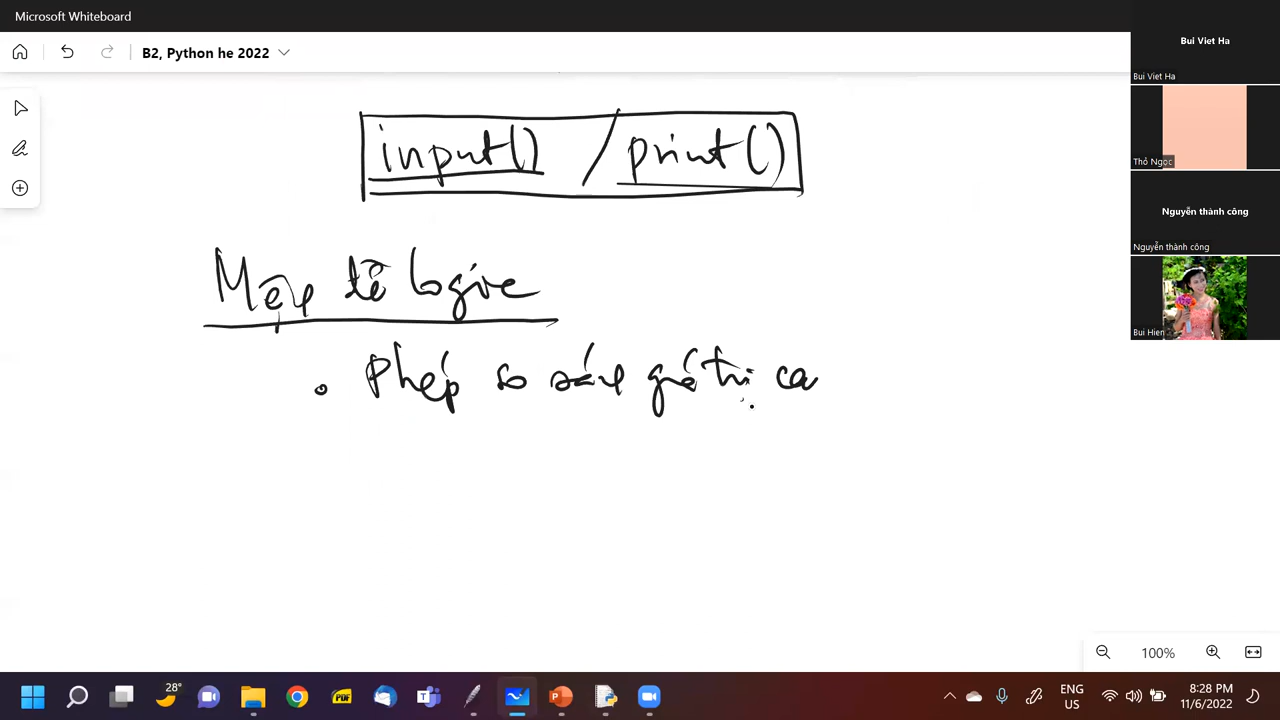 Microsoft Whiteboard
B2, Python he 2022
input() / print()
Mệnh đề logic
Phép so sánh giá trị ca
Bui Viet Ha
Bui Viet Ha
Thỏ Ngọc
Nguyễn thành công
Nguyễn thành công
Bui Hien
100%
28°
PDF
ENG
US
8:28 PM
11/6/2022